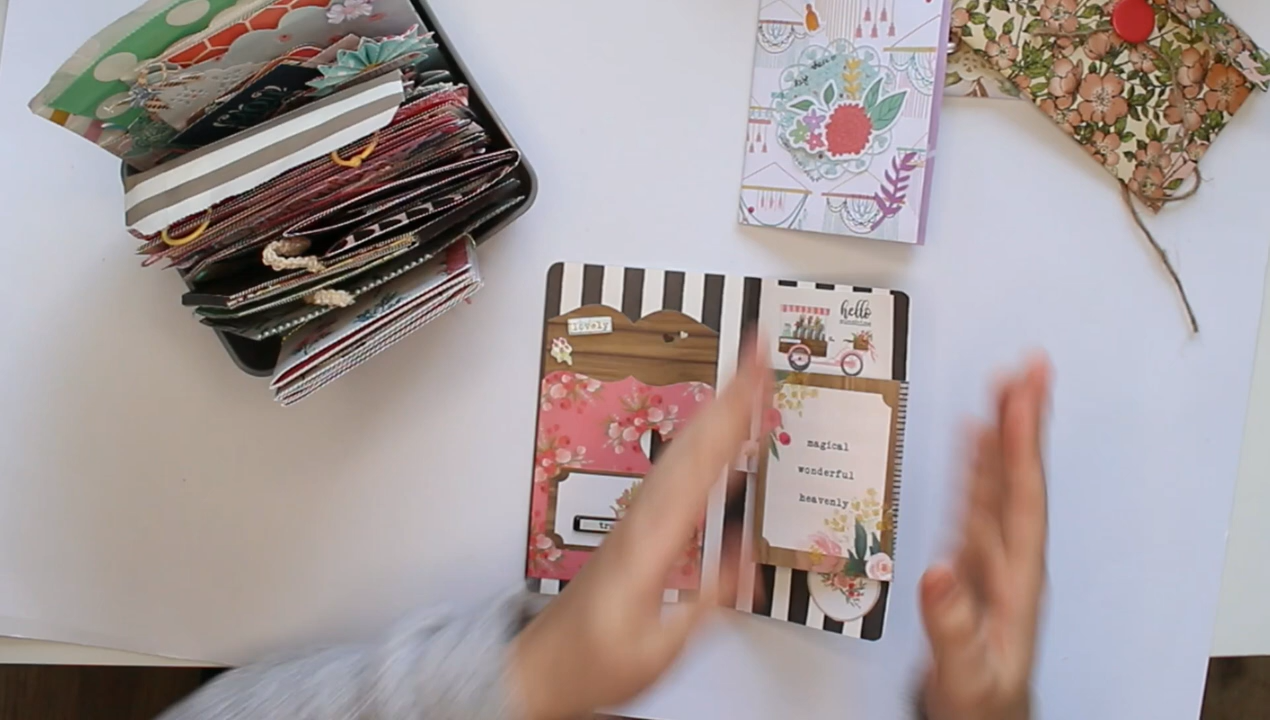 hello
sunshine
lovely
magical
wonderful
heavenly